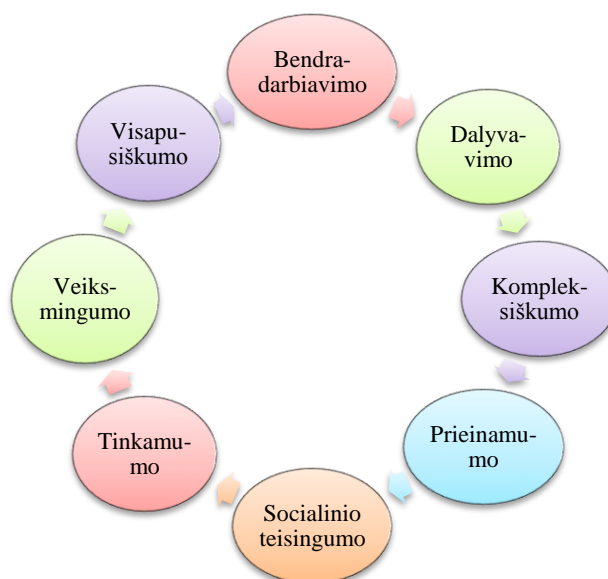 Bendra-
darbiavimo
Dalyva-
vimo
Komplek-
siškumo
Prieinamu-
mo
Socialinio
teisingumo
Tinkamu-
mo
Veiks-
mingumo
Visapu-
siškumo